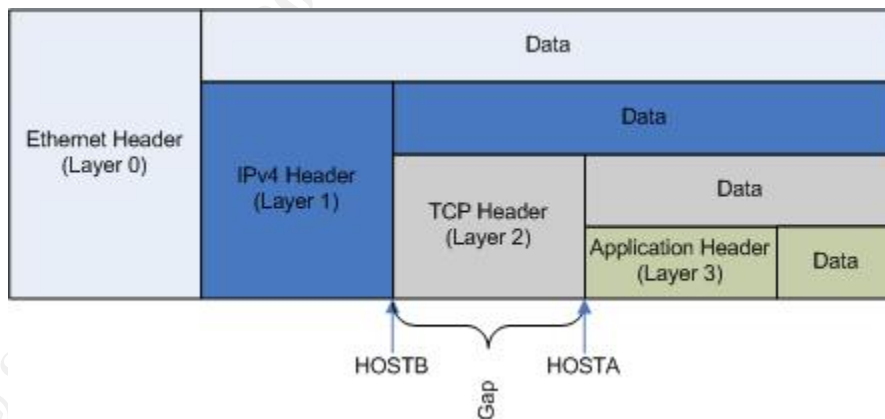 Data
Ethernet Header
(Layer 0)
IPv4 Header
(Layer 1)
Data
TCP Header
(Layer 2)
Data
Application Header
(Layer 3)
Data
HOSTB
HOSTA
Gap